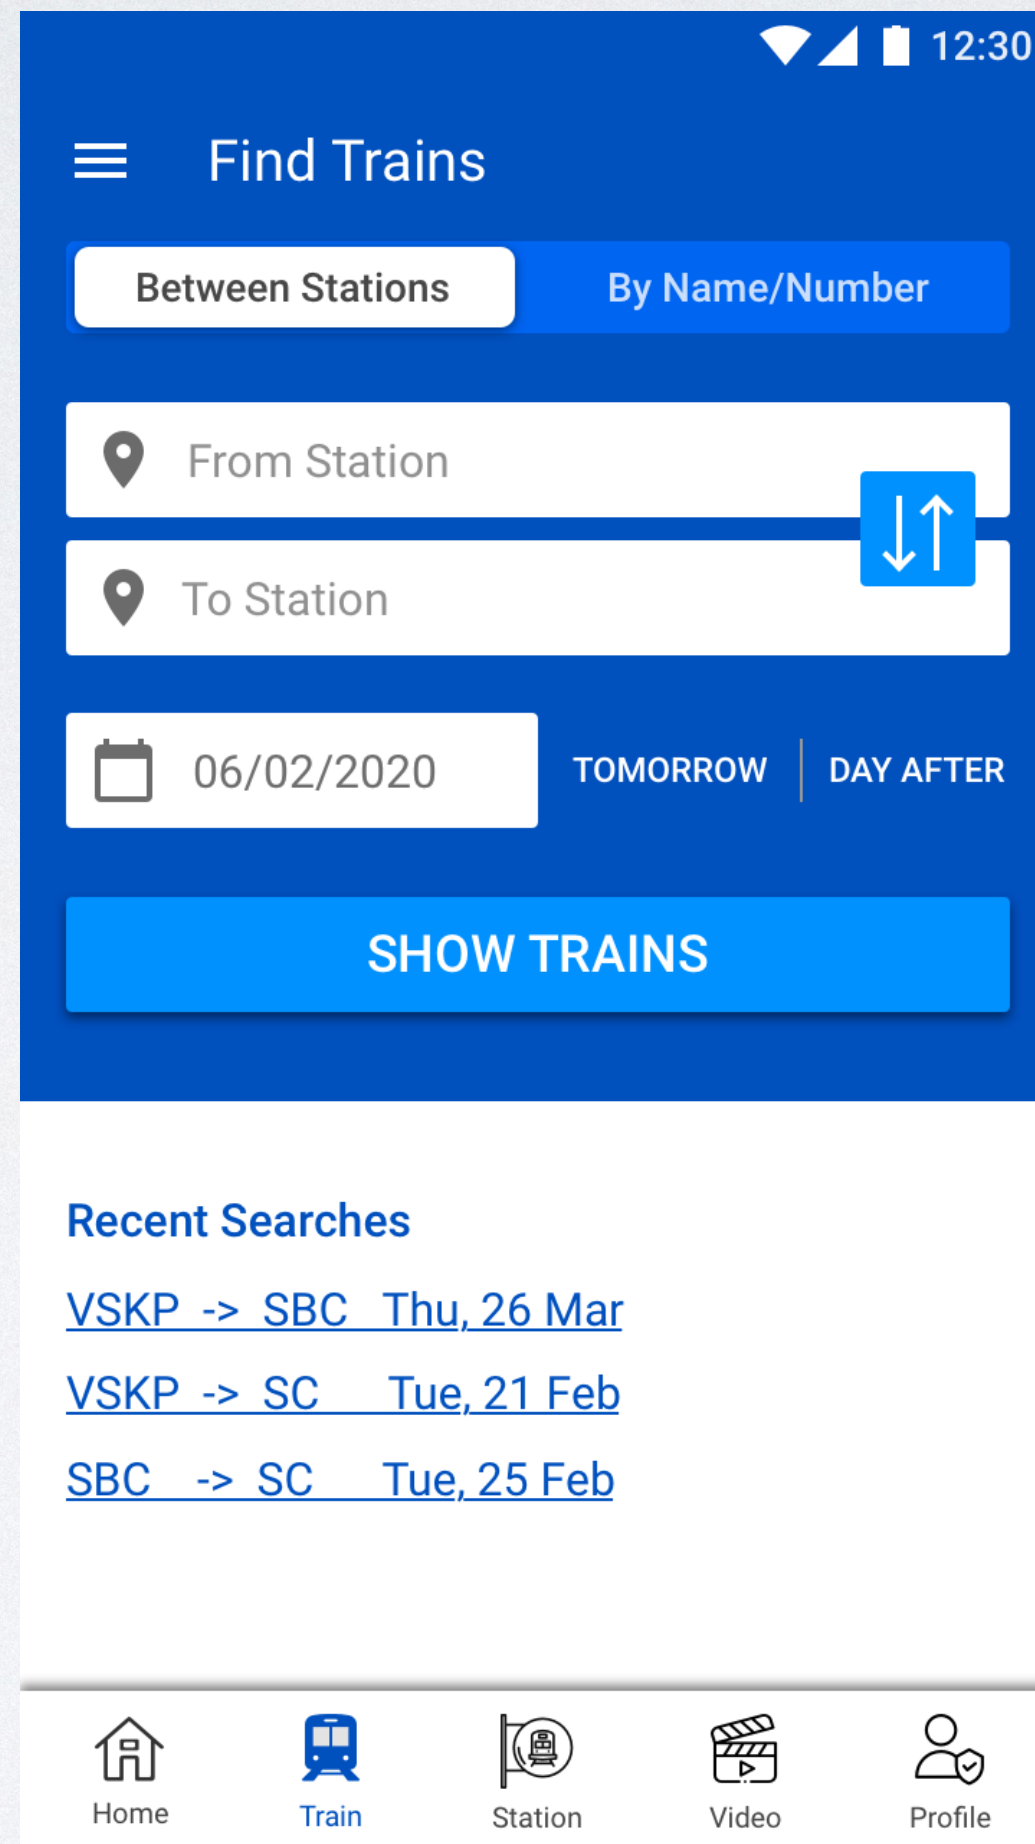 12:30
Find Trains
Between Stations By Name/Number
From Station
To Station
06/02/2020 TOMORROW DAY AFTER
SHOW TRAINS
Recent Searches
VSKP -> SBC Thu, 26 Mar
VSKP -> SC Tue, 21 Feb
SBC -> SC Tue, 25 Feb
Home Train Station Video Profile